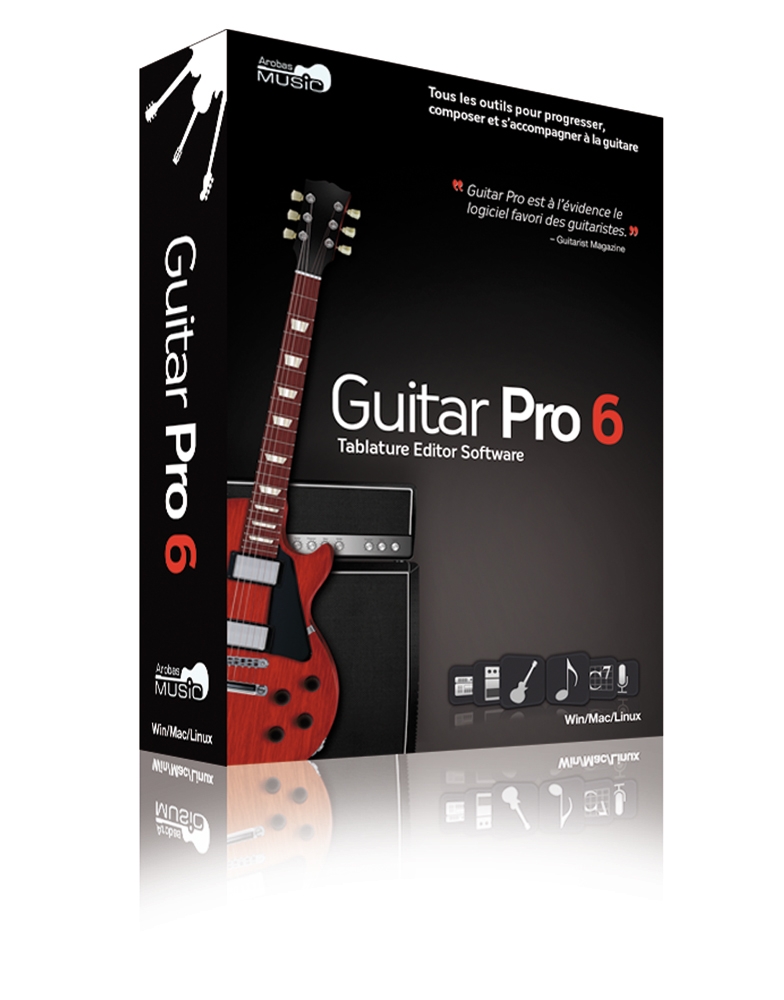 Arobas
MUSIC
Tous les outils pour progresser,
composer et s'accompagner à la guitare
“ Guitar Pro est à l'évidence le
logiciel favori des guitaristes. ”
– Guitarist Magazine
Guitar Pro 6
Tablature Editor Software
C7
Win/Mac/Linux
Guitar Pro 6
Arobas
MUSIC
Win/Mac/Linux